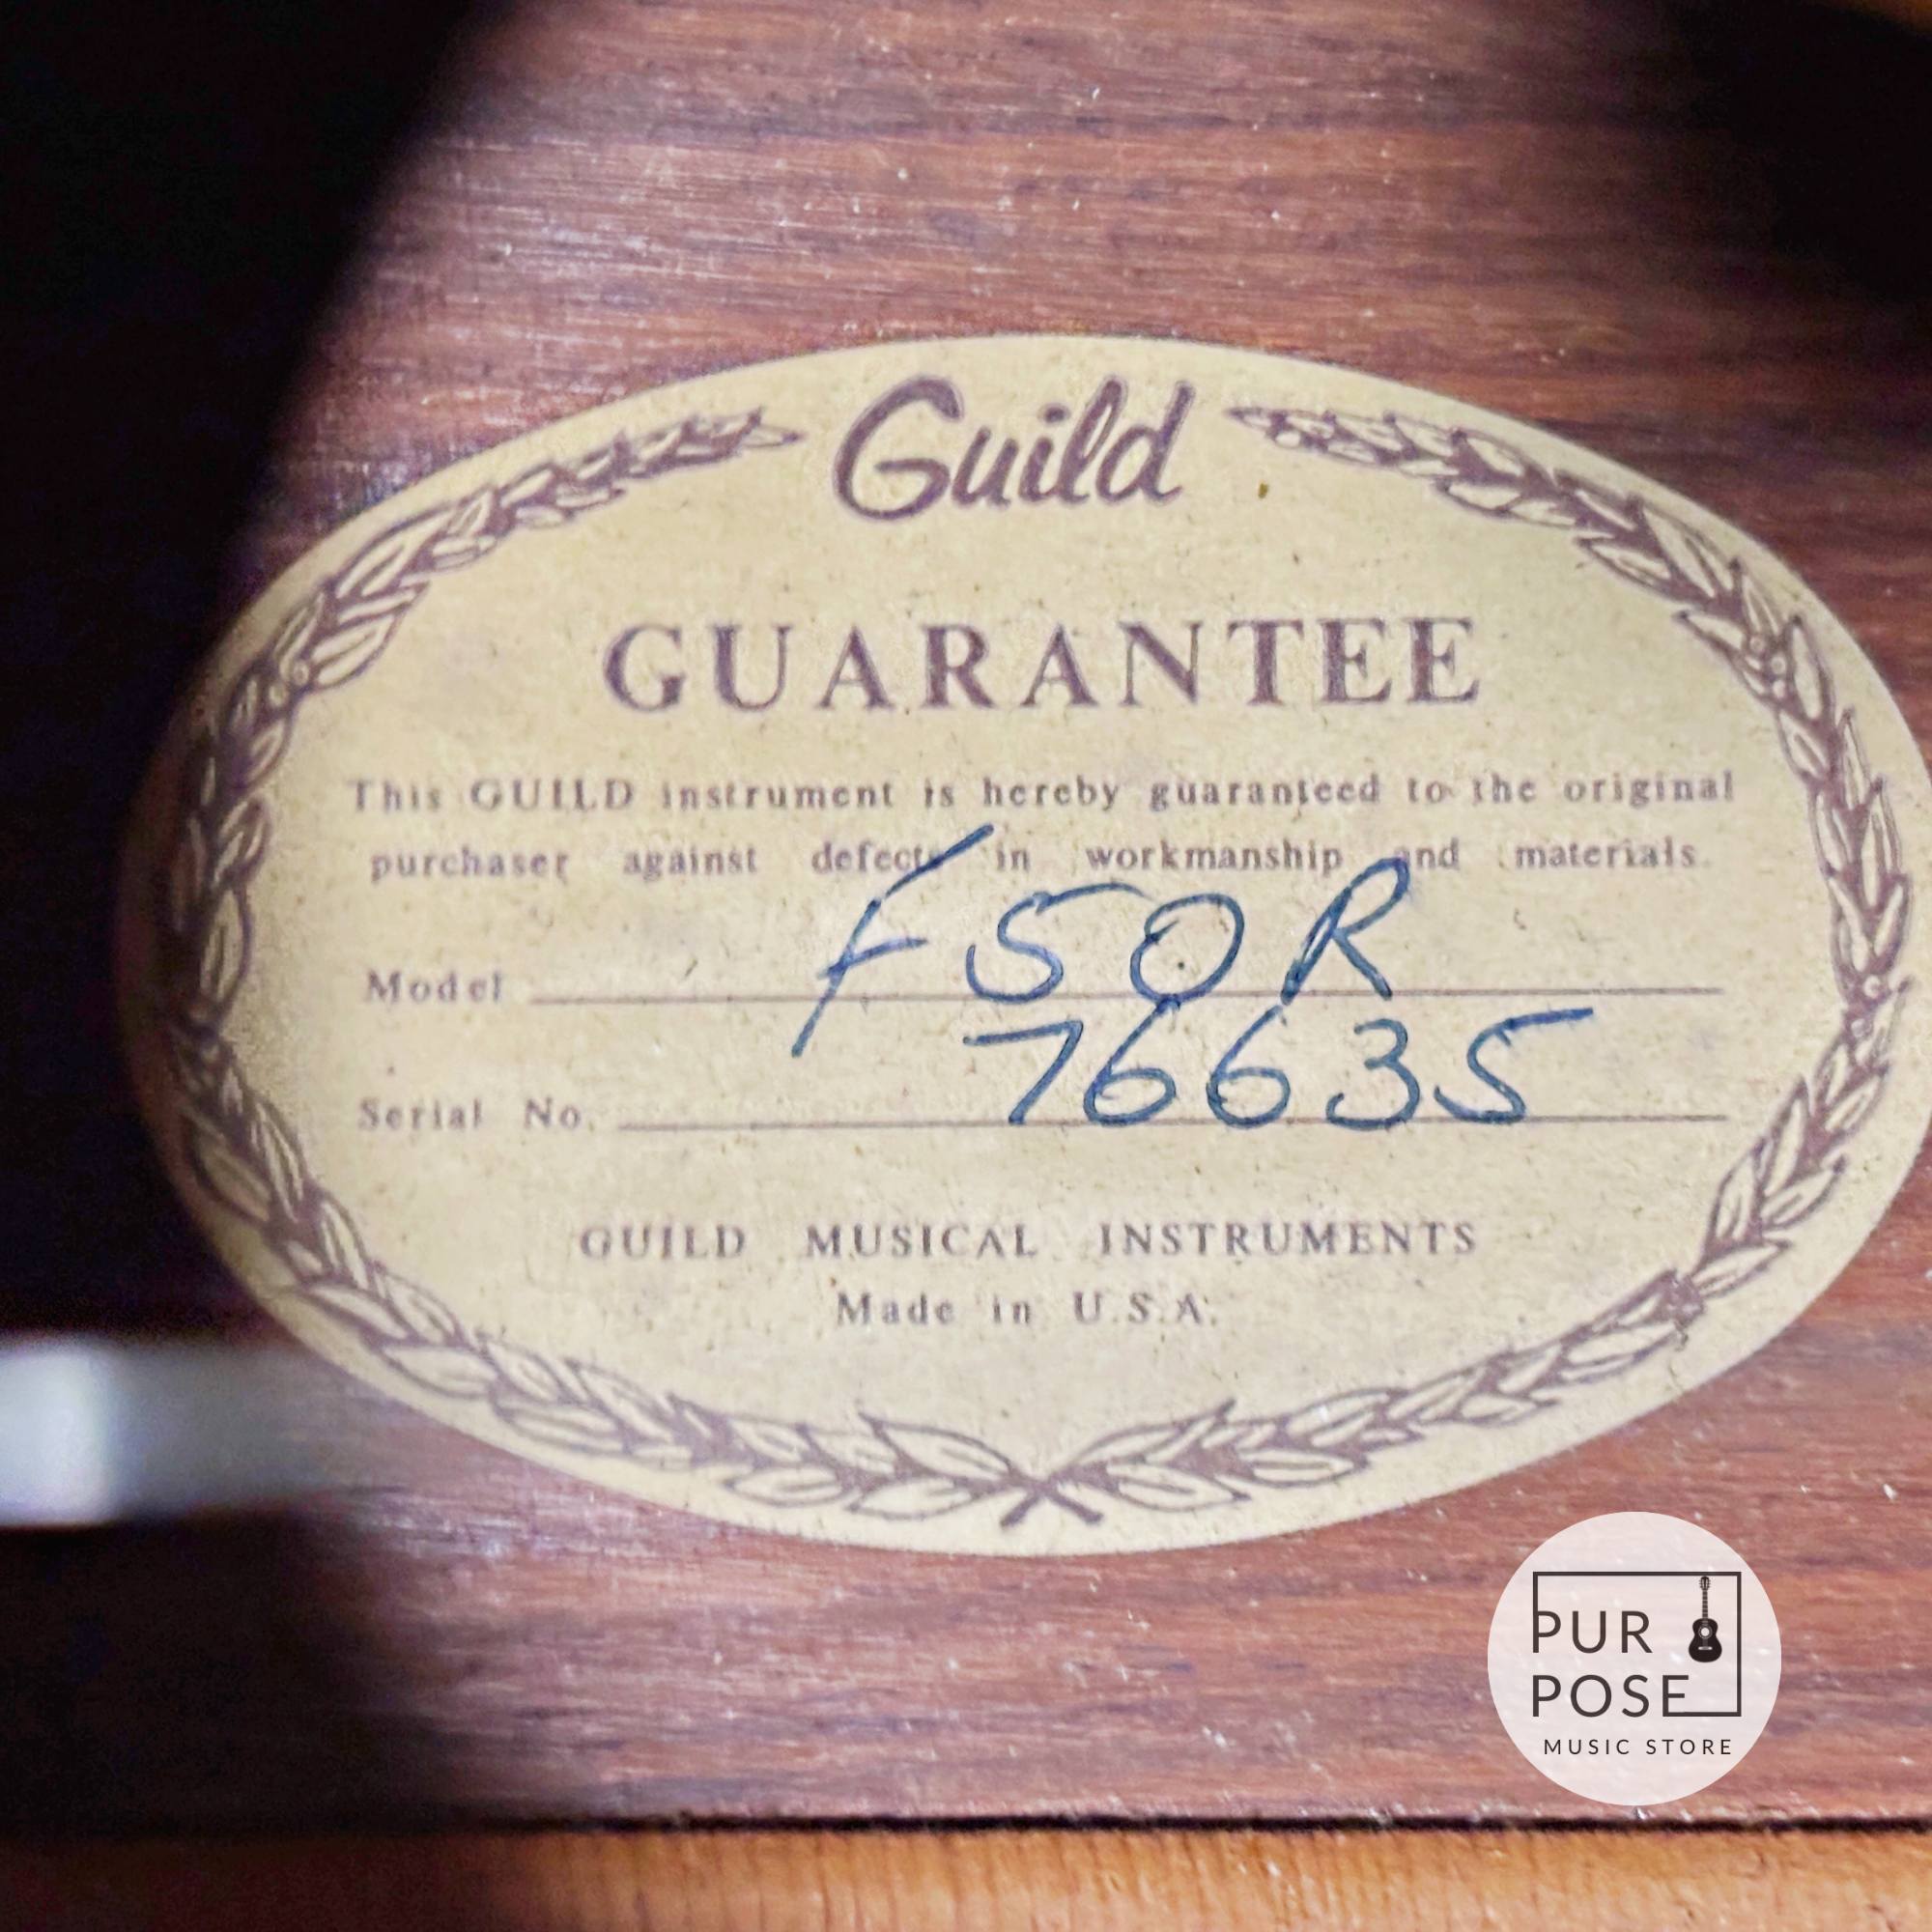 Guild
GUARANTEE
This GUILD instrument is hereby guaranteed to the original
purchaser against defects in workmanship and materials.
Model F50R
Serial No. 76635
GUILD MUSICAL INSTRUMENTS
Made in U.S.A.
PUR
POSE
MUSIC STORE